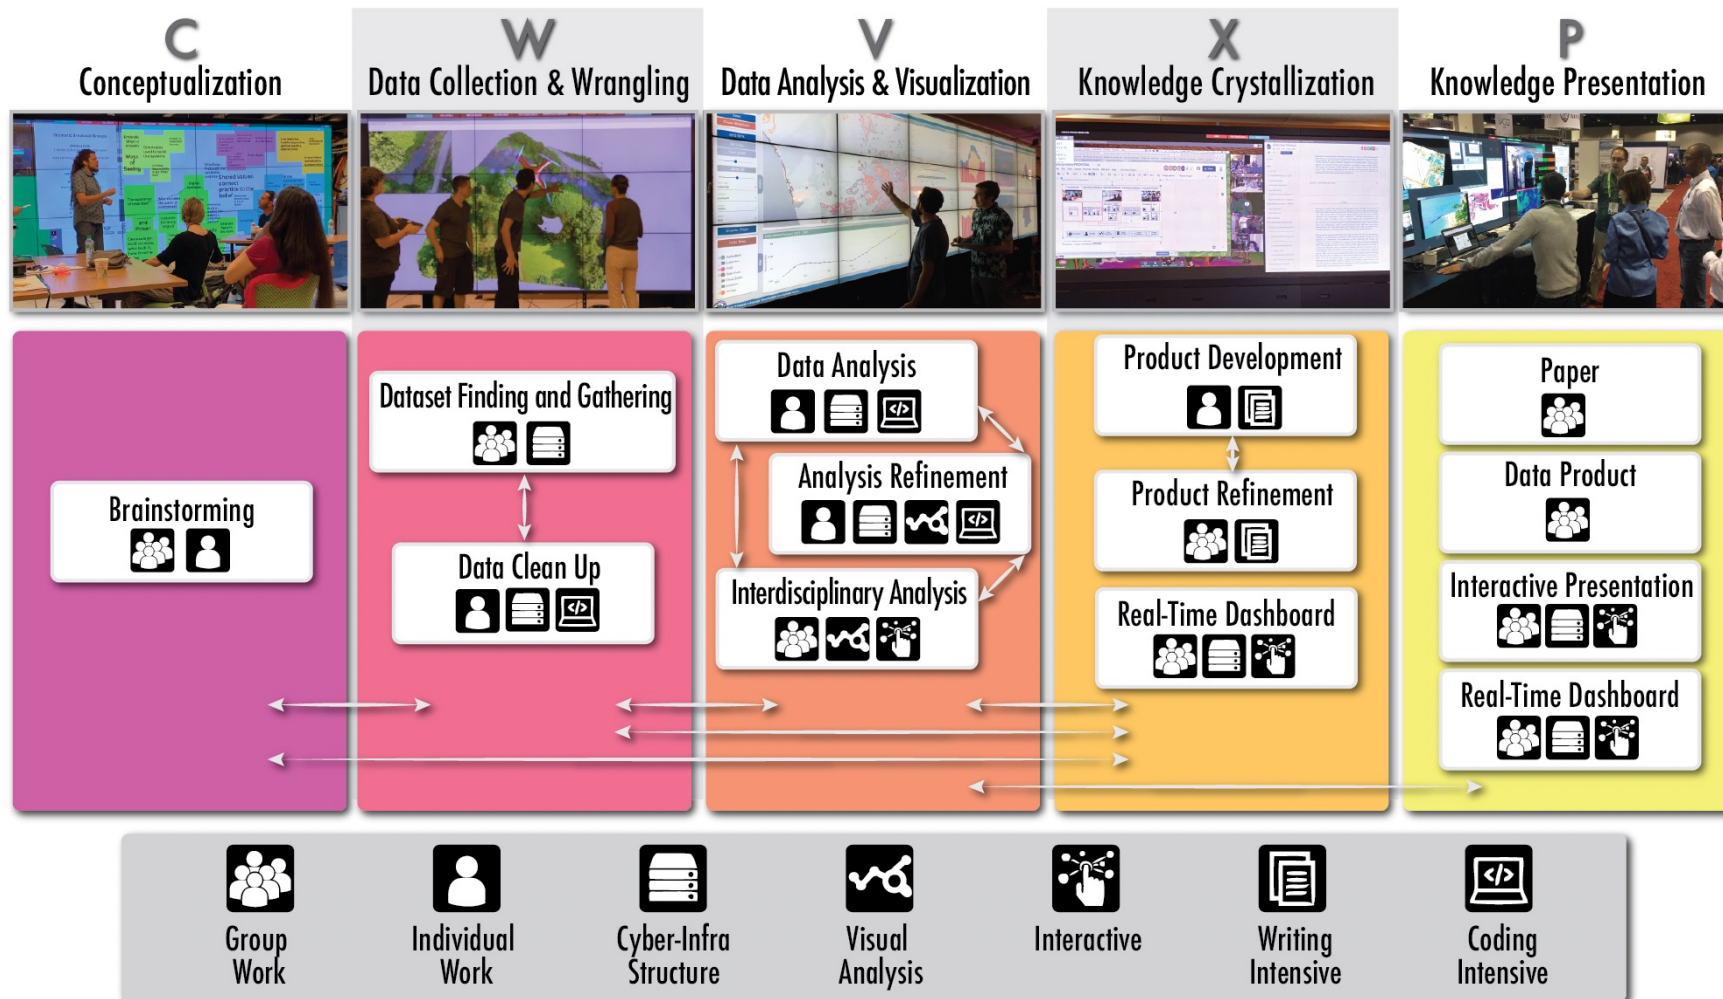 C
Conceptualization
W
Data Collection & Wrangling
V
Data Analysis & Visualization
X
Knowledge Crystallization
P
Knowledge Presentation
Brainstorming
Dataset Finding and Gathering
Data Clean Up
Data Analysis
Analysis Refinement
Interdisciplinary Analysis
Product Development
Product Refinement
Real-Time Dashboard
Paper
Data Product
Interactive Presentation
Real-Time Dashboard
Group
Work
Individual
Work
Cyber-Infra
Structure
Visual
Analysis
Interactive
Writing
Intensive
Coding
Intensive